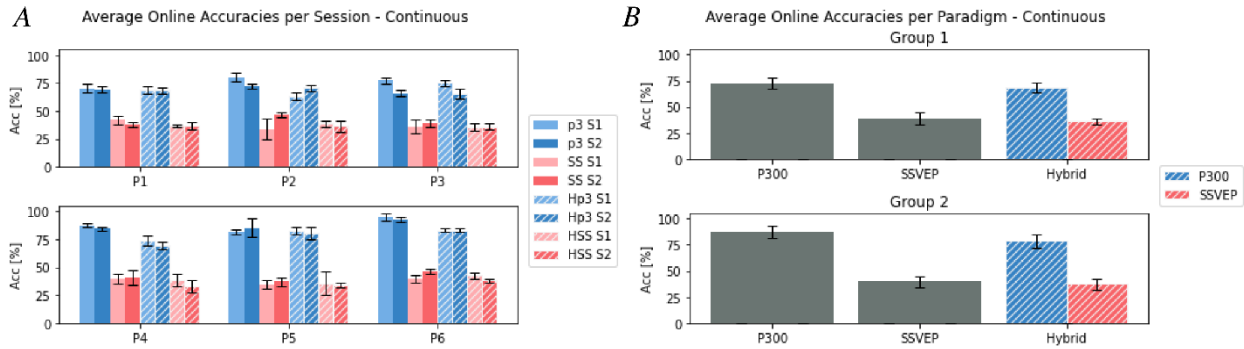 A
Average Online Accuracies per Session - Continuous
Acc [%]
100
75
50
25
0
P1 P2 P3
Acc [%]
100
75
50
25
0
P4 P5 P6
p3 S1
p3 S2
SS S1
SS S2
Hp3 S1
Hp3 S2
HSS S1
HSS S2
B
Average Online Accuracies per Paradigm - Continuous
Group 1
Acc [%]
100
75
50
25
0
P300 SSVEP Hybrid
Group 2
Acc [%]
100
75
50
25
0
P300 SSVEP Hybrid
P300
SSVEP